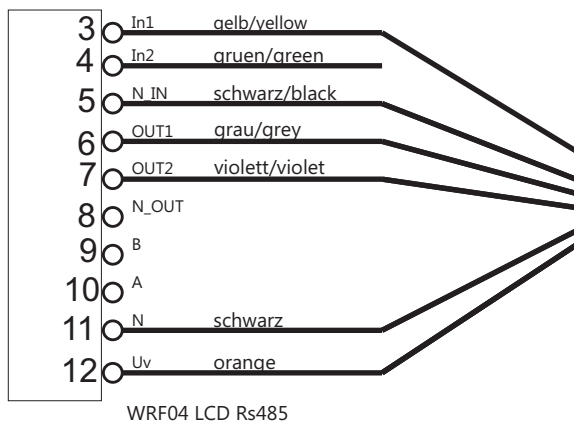 3 In1 gelb/yellow
4 In2 gruen/green
5 N_IN schwarz/black
6 OUT1 grau/grey
7 OUT2 violett/violet
8 N_OUT
9 B
10 A
11 N schwarz
12 Uv orange
WRF04 LCD Rs485